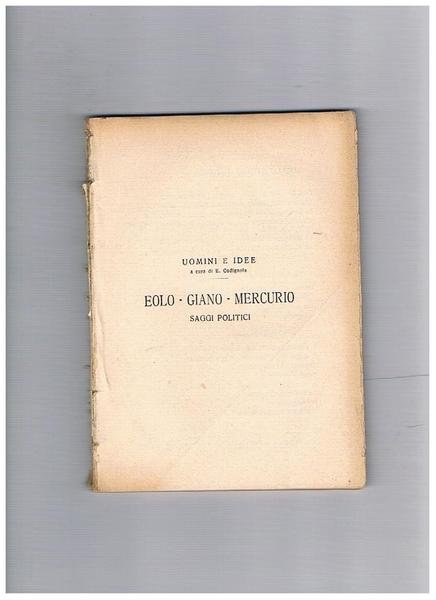 UOMINI E IDEE
a cura di E. Codignola
EOLO - GIANO - MERCURIO
SAGGI POLITICI